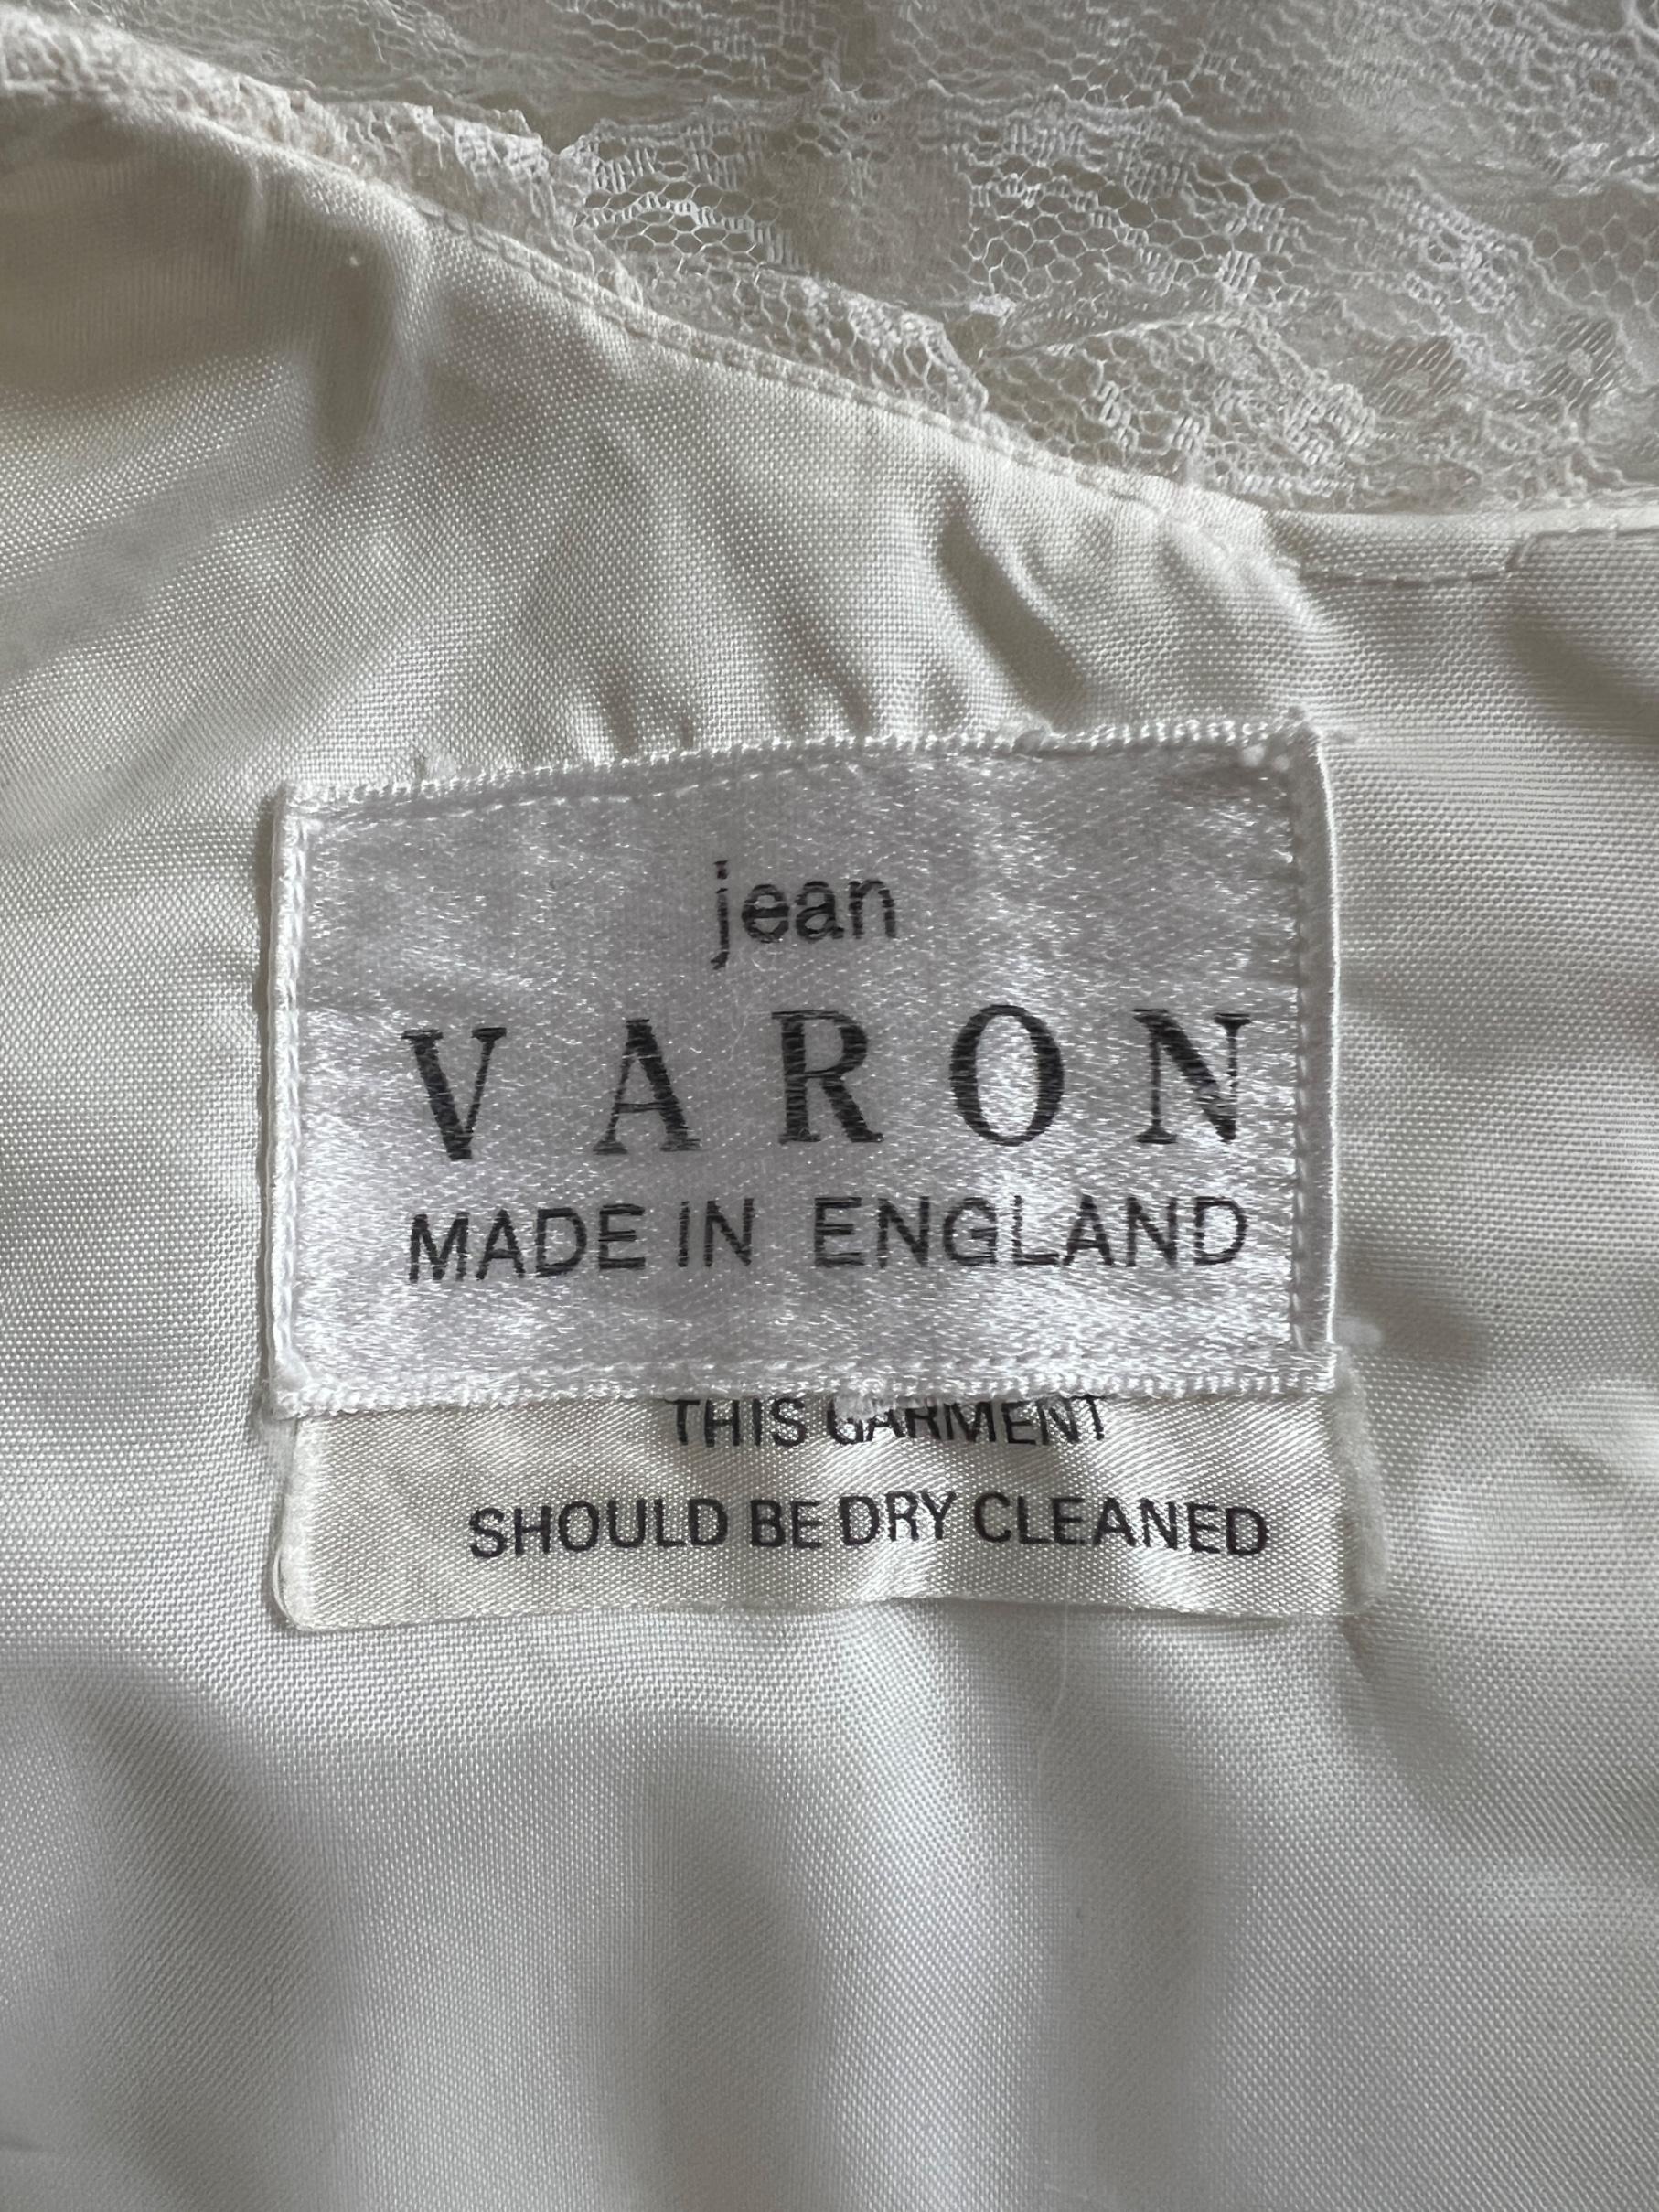 jean
VARON
MADE IN ENGLAND
THIS GARMENT
SHOULD BE DRY CLEANED